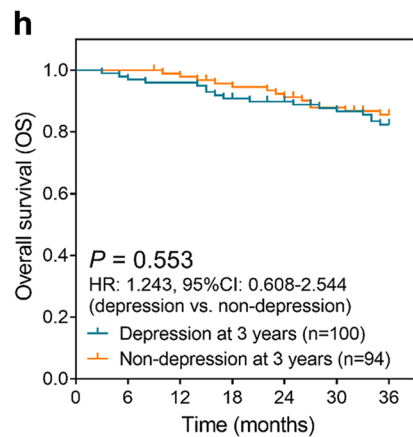 h
Overall survival (OS)
1.0
0.8
0.6
0.4
0.2
0.0
P = 0.553
HR: 1.243, 95%CI: 0.608-2.544
(depression vs. non-depression)
Depression at 3 years (n=100)
Non-depression at 3 years (n=94)
0 6 12 18 24 30 36
Time (months)